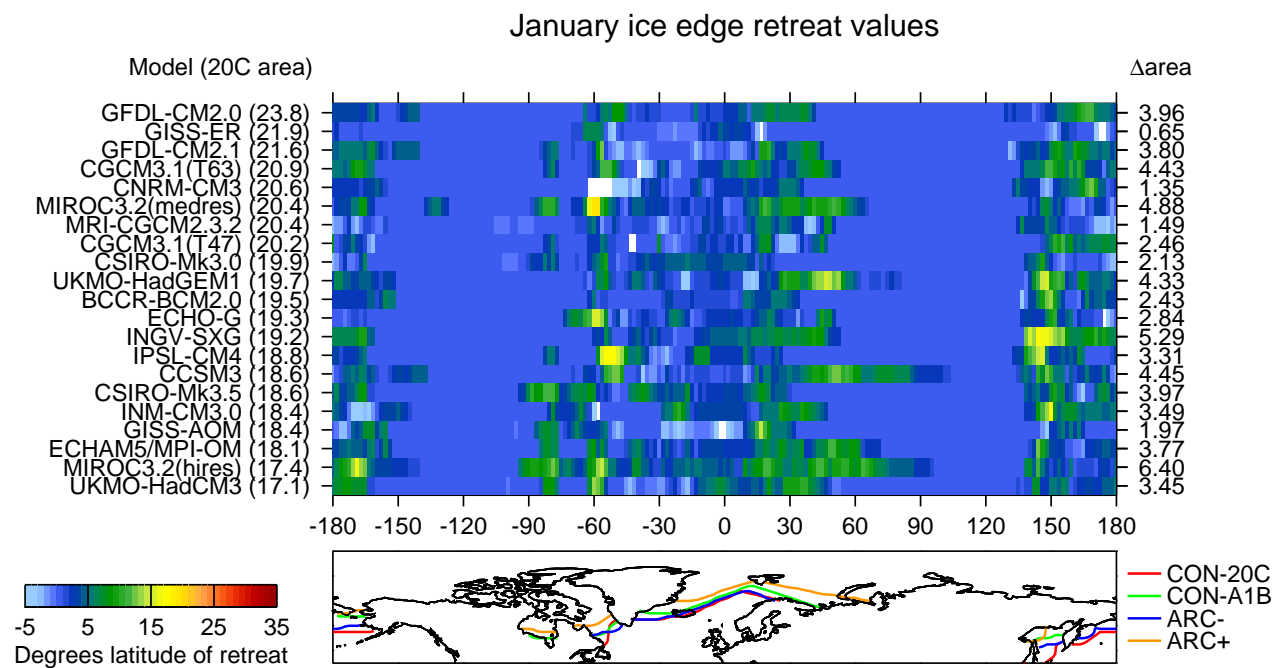 January ice edge retreat values
Model (20C area) Δarea
GFDL-CM2.0 (23.8) 3.96
GISS-ER (21.9) 0.65
GFDL-CM2.1 (21.6) 3.80
CGCM3.1(T63) (20.9) 4.43
CNRM-CM3 (20.6) 1.35
MIROC3.2(medres) (20.4) 4.88
MRI-CGCM2.3.2 (20.4) 1.49
CGCM3.1(T47) (20.2) 2.46
CSIRO-Mk3.0 (19.9) 2.13
UKMO-HadGEM1 (19.7) 4.33
BCCR-BCM2.0 (19.5) 2.43
ECHO-G (19.3) 2.84
INGV-SXG (19.2) 5.29
IPSL-CM4 (18.8) 3.31
CCSM3 (18.6) 4.45
CSIRO-Mk3.5 (18.6) 3.97
INM-CM3.0 (18.4) 3.49
GISS-AOM (18.4) 1.97
ECHAM5/MPI-OM (18.1) 3.77
MIROC3.2(hires) (17.4) 6.40
UKMO-HadCM3 (17.1) 3.45
-180 -150 -120 -90 -60 -30 0 30 60 90 120 150 180
CON-20C
CON-A1B
ARC-
ARC+
-5 5 15 25 35
Degrees latitude of retreat